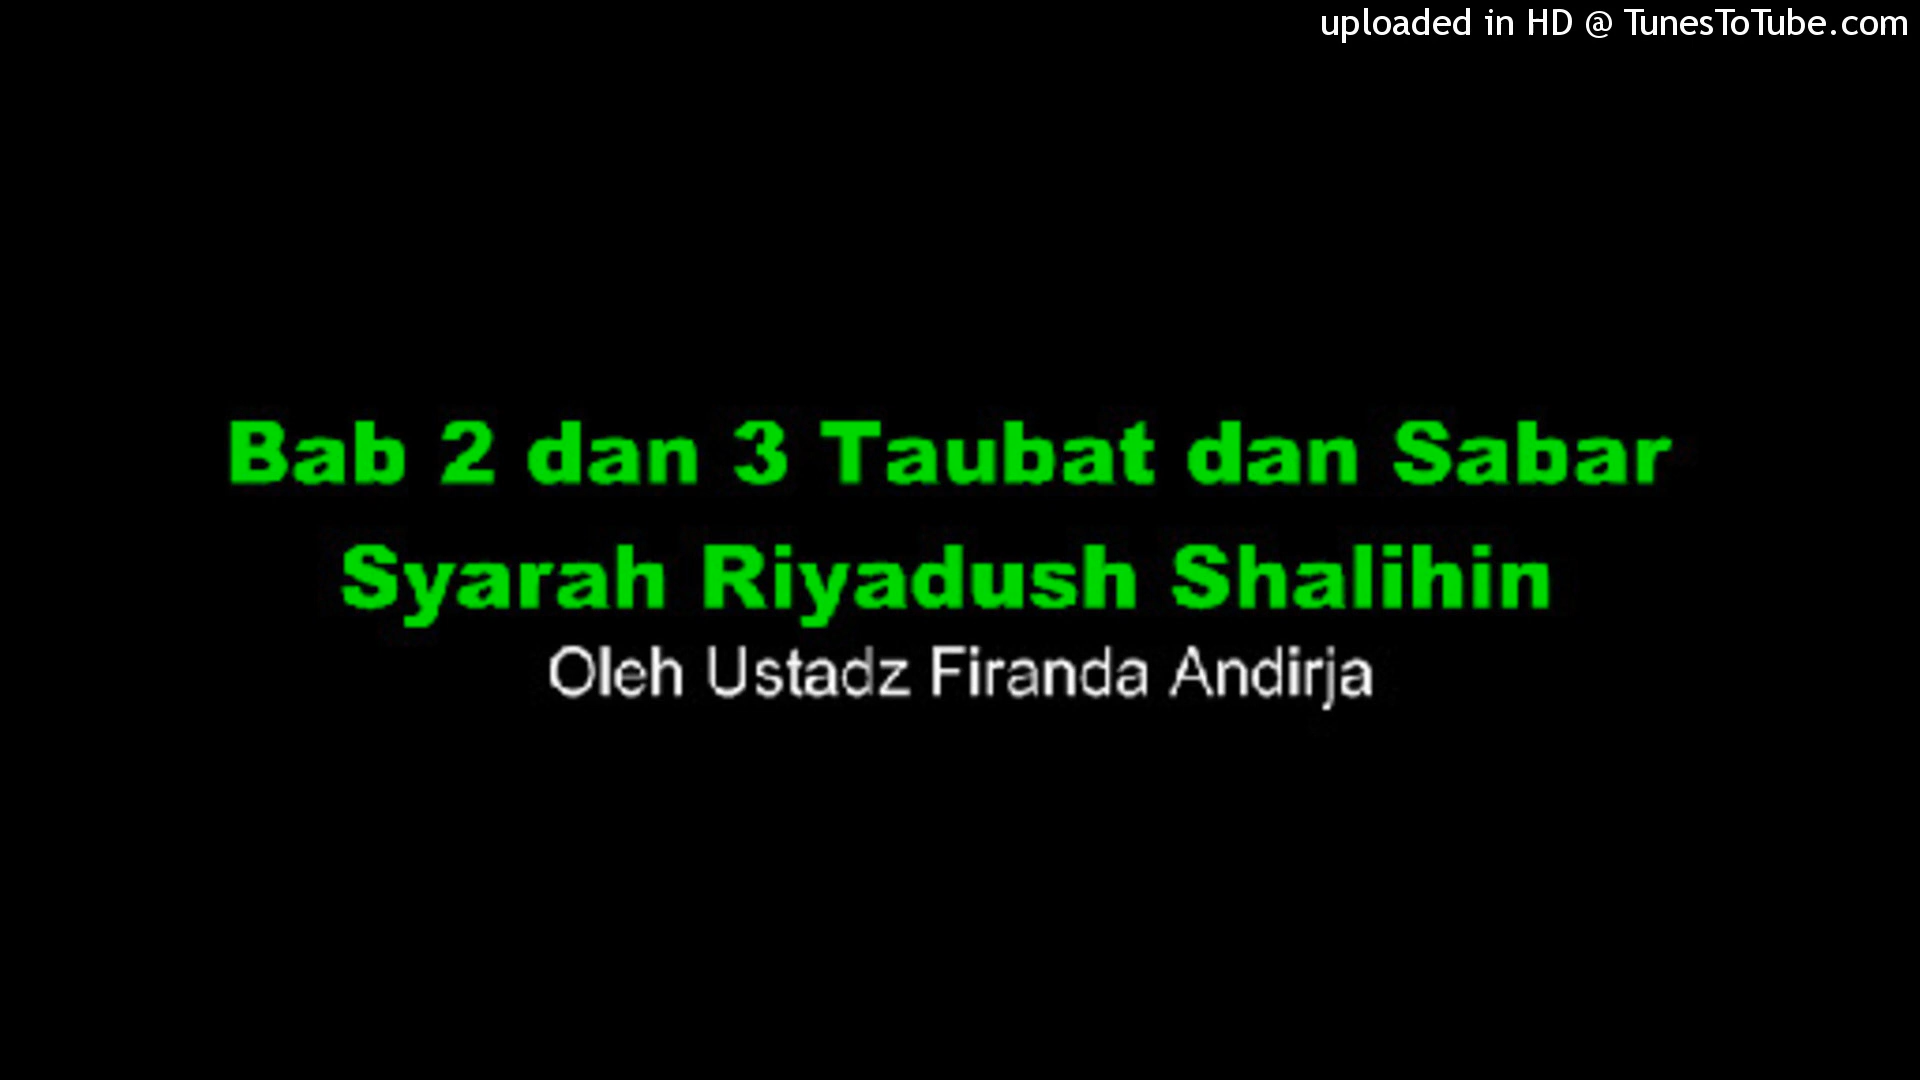 uploaded in HD @ TunesToTube.com
Bab 2 dan 3 Taubat dan Sabar
Syarah Riyadush Shalihin
Oleh Ustadz Firanda Andirja